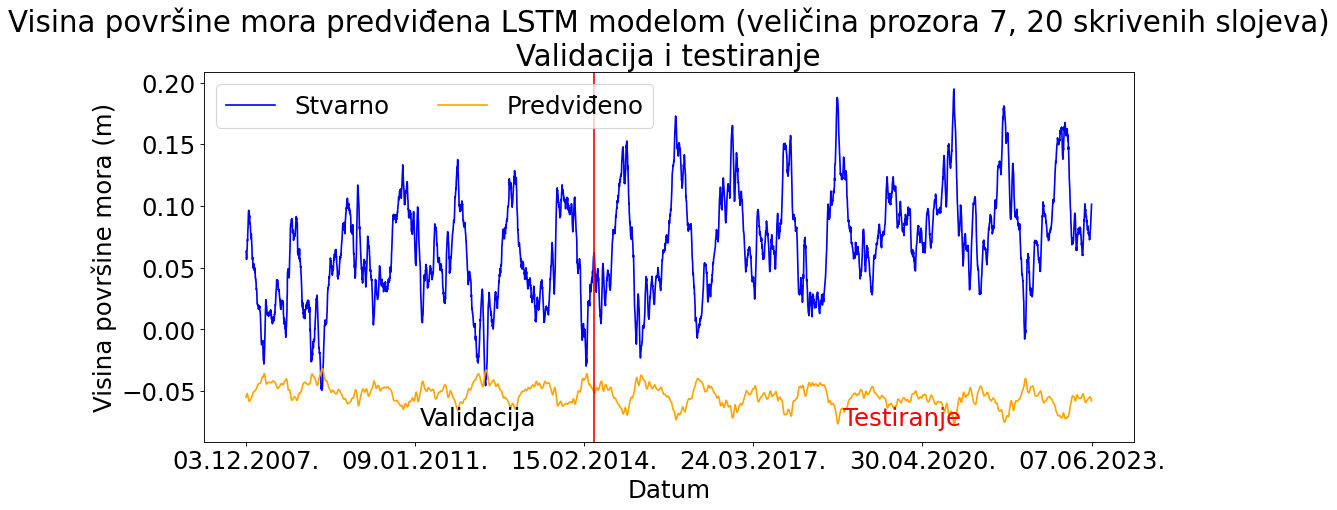 Visina površine mora predviđena LSTM modelom (veličina prozora 7, 20 skrivenih slojeva)
Validacija i testiranje
Stvarno Predviđeno
Visina površine mora (m)
0.20
0.15
0.10
0.05
0.00
−0.05
Validacija Testiranje
03.12.2007. 09.01.2011. 15.02.2014. 24.03.2017. 30.04.2020. 07.06.2023.
Datum